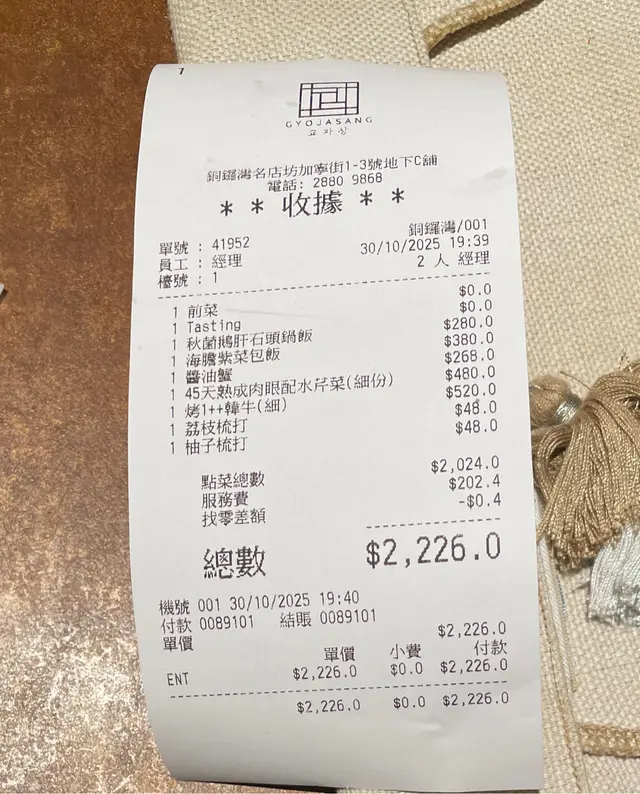 7
GYOJASANG
교자상
銅鑼灣名店坊加寧街1-3號地下C舖
電話: 2880 9868
* * 收據 * *
銅鑼灣/001
單號 : 41952 30/10/2025 19:39
員工 : 經理 2 人 經理
檯號 : 1
1 前菜 $0.0
1 Tasting $0.0
1 秋菌鵝肝石頭鍋飯 $280.0
1 海膽紫菜包飯 $380.0
1 醬油蟹 $268.0
1 45天熟成肉眼配水芹菜(細份) $480.0
1 烤1++韓牛(細) $520.0
1 荔枝梳打 $48.0
1 柚子梳打 $48.0
點菜總數 $2,024.0
服務費 $202.4
找零差額 -$0.4
總數 $2,226.0
機號 001 30/10/2025 19:40
付款 0089101 結賬 0089101
單價 $2,226.0
單價 小費 付款
ENT $2,226.0 $0.0 $2,226.0
$2,226.0 $0.0 $2,226.0